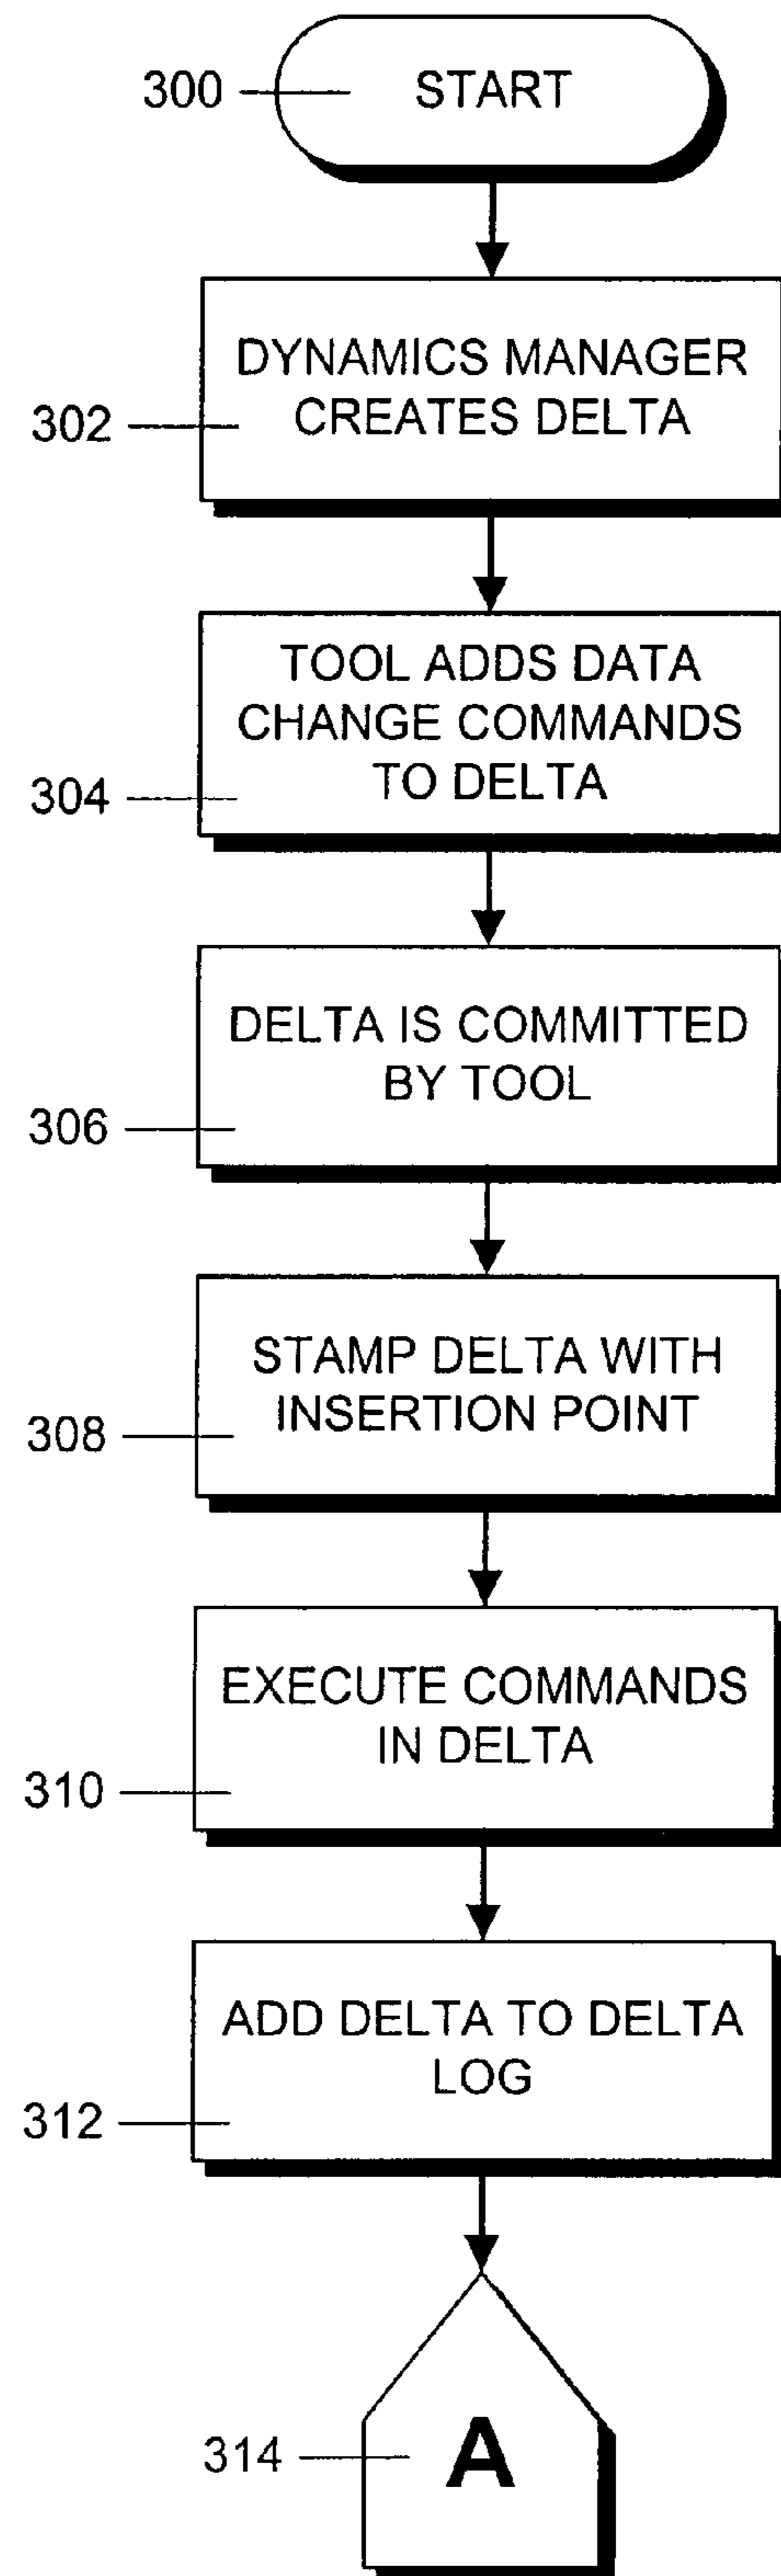 300
START
DYNAMICS MANAGER
CREATES DELTA
302
TOOL ADDS DATA
CHANGE COMMANDS
TO DELTA
304
DELTA IS COMMITTED
BY TOOL
306
STAMP DELTA WITH
INSERTION POINT
308
EXECUTE COMMANDS
IN DELTA
310
ADD DELTA TO DELTA
LOG
312
A
314